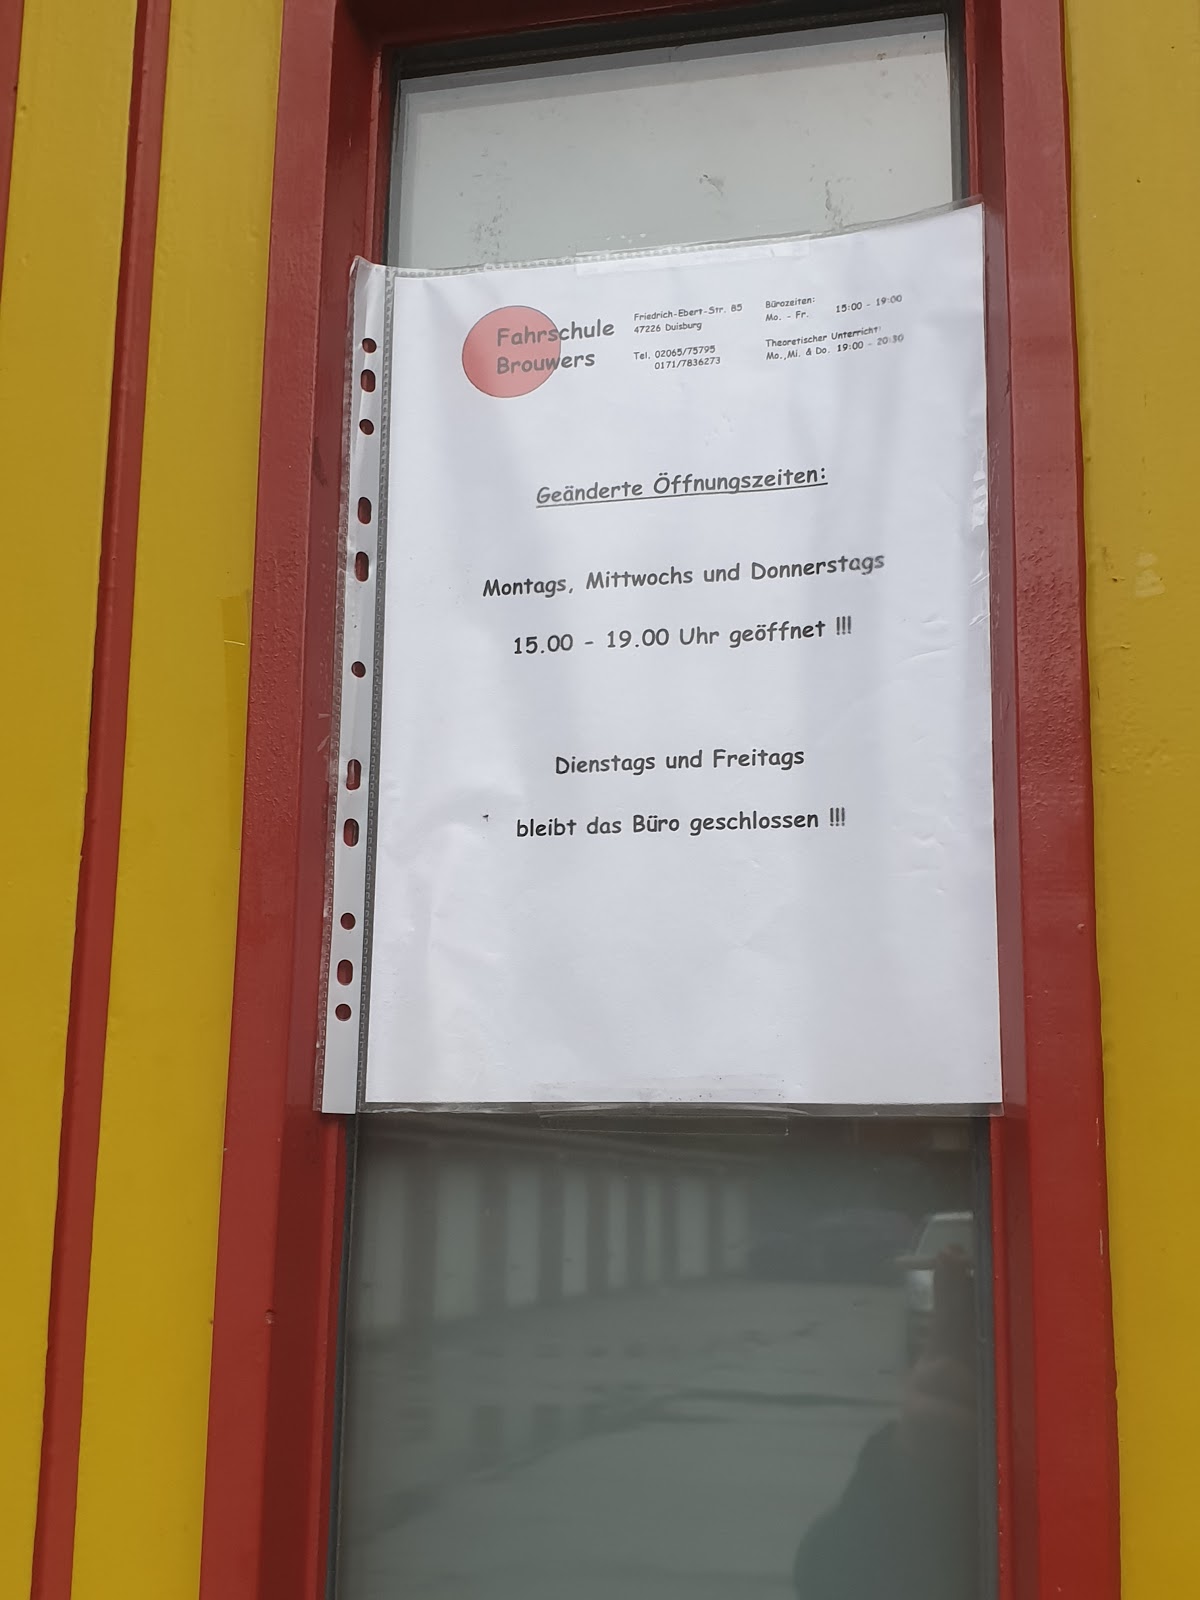 Fahrschule
Brouwers
Friedrich-Ebert-Str. 85
47226 Duisburg
Tel. 02065/75795
0171/7836273
Bürozeiten:
Mo. - Fr. 15:00 - 19:00
Theoretischer Unterricht:
Mo.,Mi. & Do. 19:00 - 20:30
Geänderte Öffnungszeiten:
Montags, Mittwochs und Donnerstags
15.00 - 19.00 Uhr geöffnet !!!
Dienstags und Freitags
bleibt das Büro geschlossen !!!